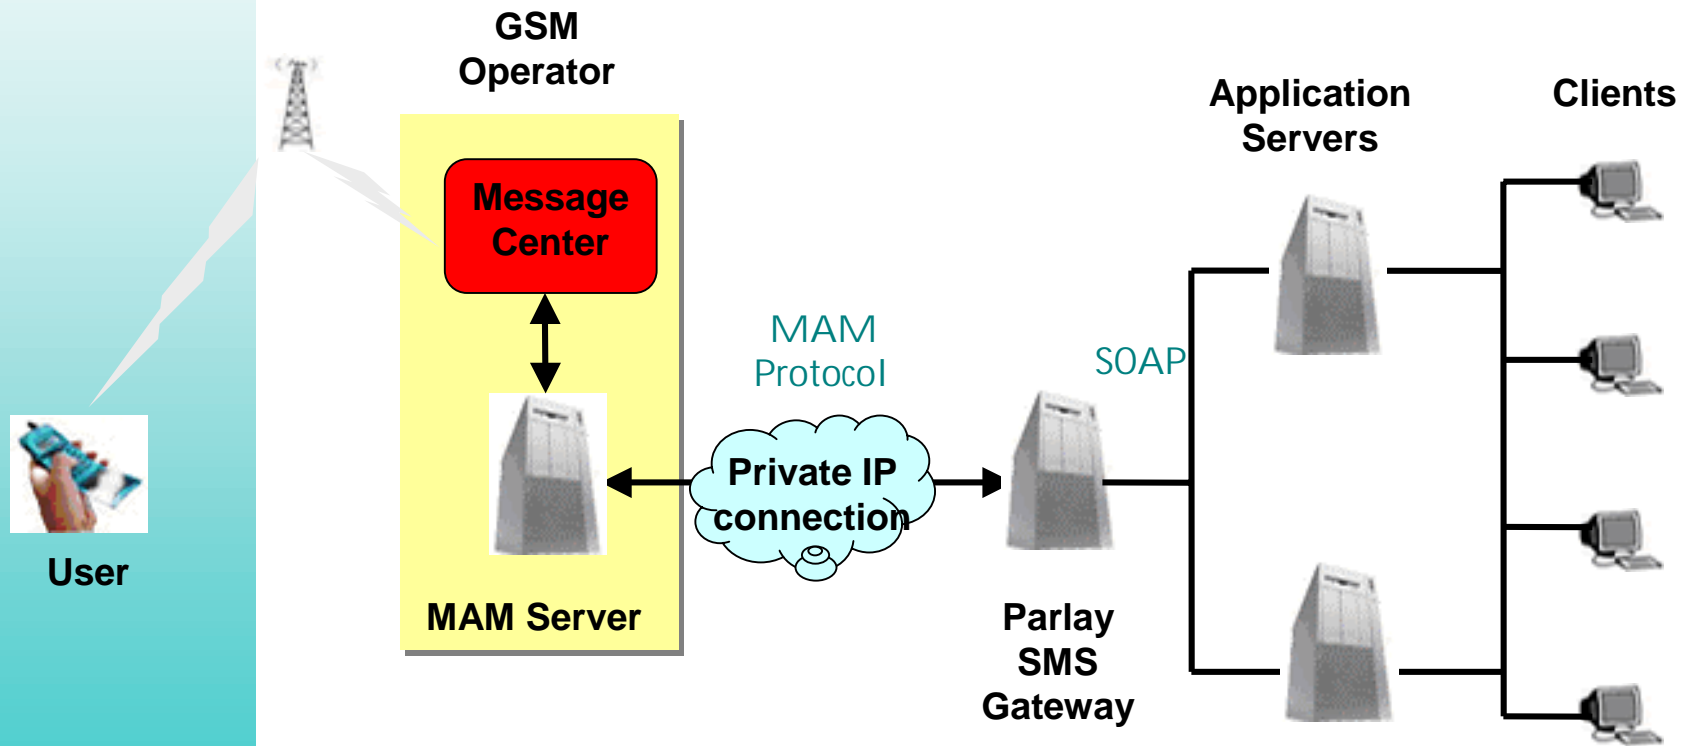 GSM
Operator
Application
Servers
Clients
Message
Center
MAM
Protocol
SOAP
Private IP
connection
User
MAM Server
Parlay
SMS
Gateway